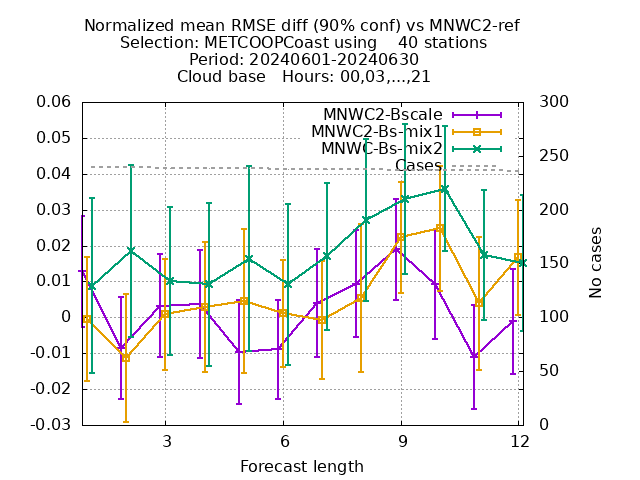 Normalized mean RMSE diff (90% conf) vs MNWC2-ref
Selection: METCOOPCoast using    40 stations
Period: 20240601-20240630
Cloud base   Hours: 00,03,...,21
MNWC2-Bscale
MNWC2-Bs-mix1
MNWC-Bs-mix2
Cases
0.06
0.05
0.04
0.03
0.02
0.01
0
-0.01
-0.02
-0.03
300
250
200
150
100
50
0
No cases
3
6
9
12
Forecast length